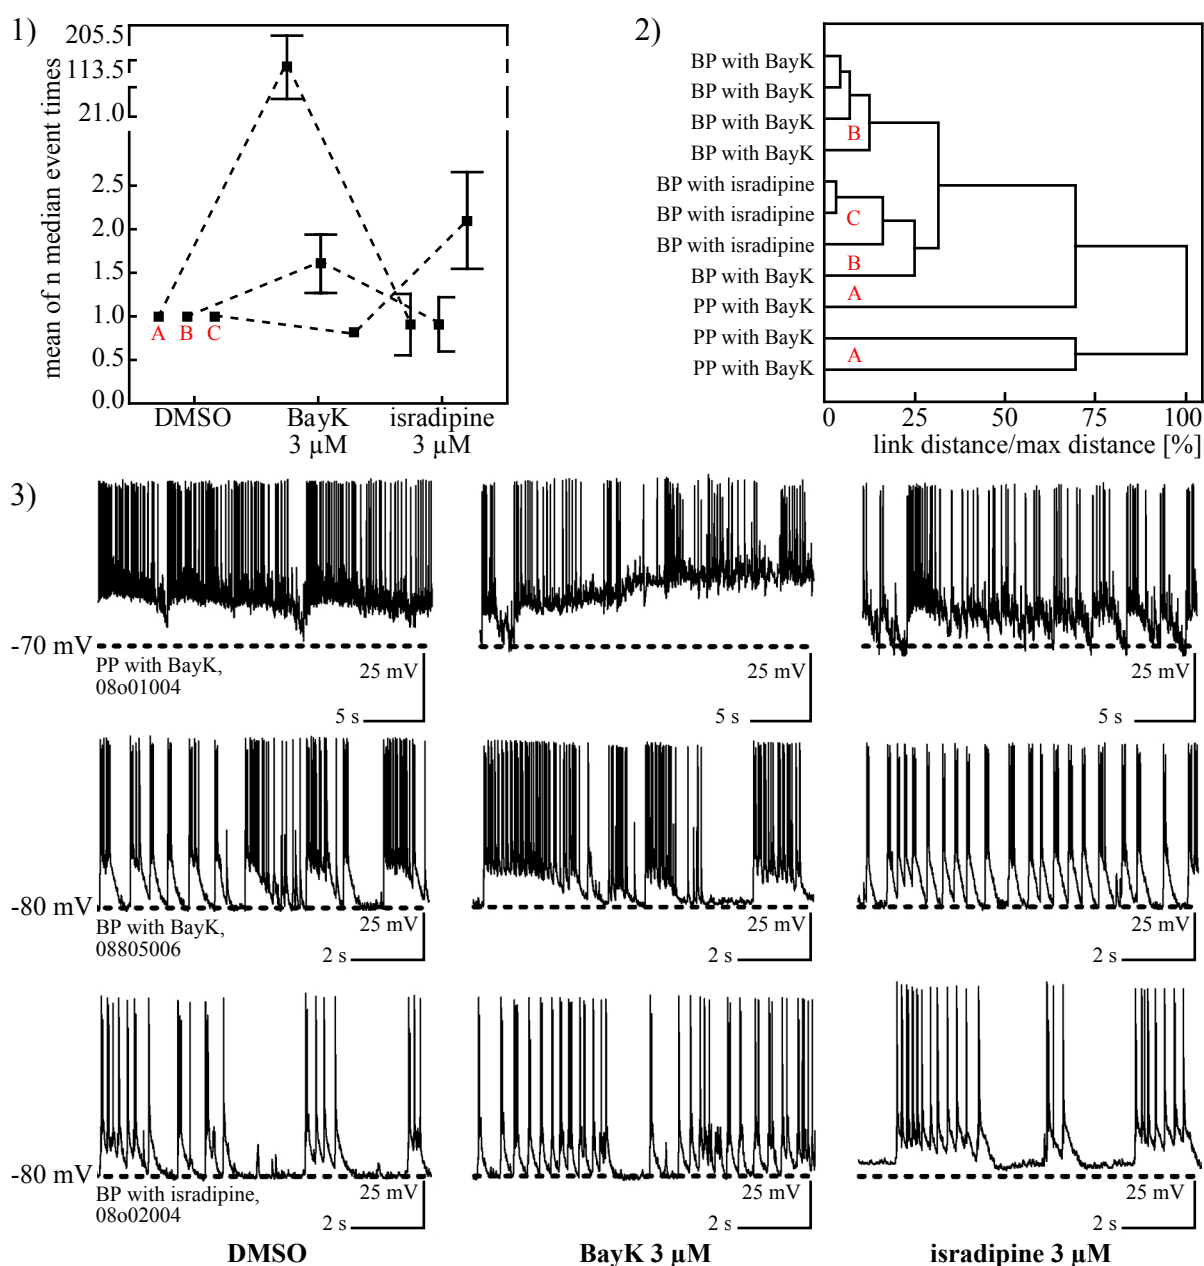 1)
205.5
113.5
21.0
2.5
2.0
1.5
1.0
0.5
0.0
mean of n median event times
A B C
DMSO
BayK
3 µM
isradipine
3 µM
2)
BP with BayK
BP with BayK
BP with BayK
BP with BayK
BP with isradipine
BP with isradipine
BP with isradipine
BP with BayK
PP with BayK
PP with BayK
PP with BayK
B
C
B
A
A
0 25 50 75 100
link distance/max distance [%]
3)
-70 mV
PP with BayK,
08o01004
25 mV
5 s
25 mV
5 s
25 mV
5 s
-80 mV
BP with BayK,
08805006
25 mV
2 s
25 mV
2 s
25 mV
2 s
-80 mV
BP with isradipine,
08o02004
25 mV
2 s
25 mV
2 s
25 mV
2 s
DMSO
BayK 3 µM
isradipine 3 µM